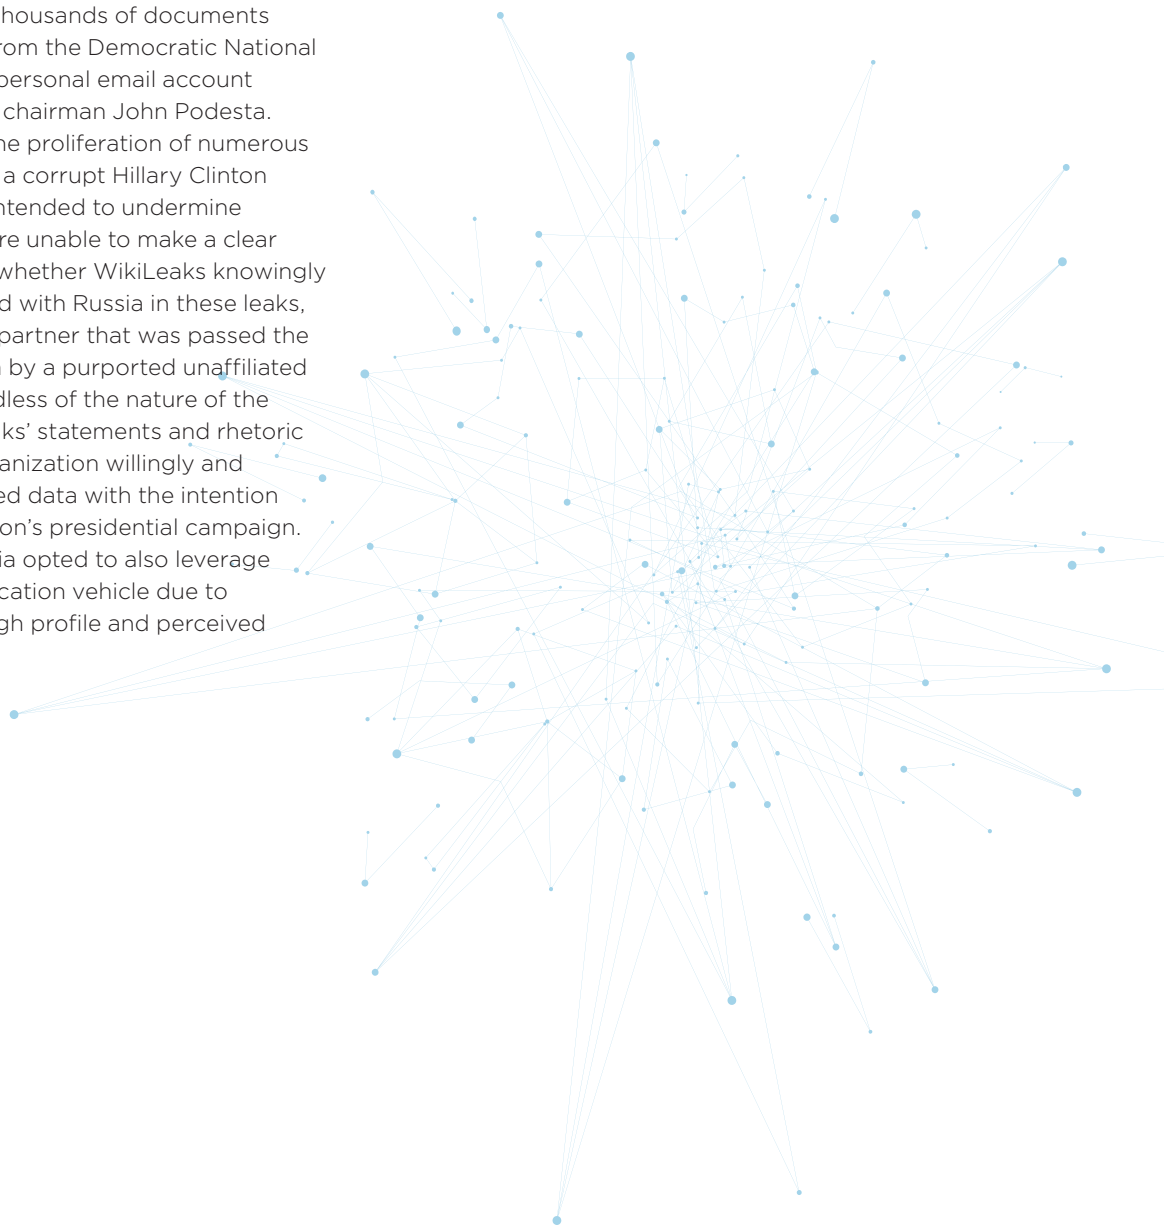 housands of documents
rom the Democratic National
personal email account
chairman John Podesta.
he proliferation of numerous
a corrupt Hillary Clinton
ntended to undermine
re unable to make a clear
whether WikiLeaks knowingly
d with Russia in these leaks,
partner that was passed the
by a purported unaffiliated
dless of the nature of the
ks’ statements and rhetoric
anization willingly and
ed data with the intention
on’s presidential campaign.
ia opted to also leverage
cation vehicle due to
gh profile and perceived